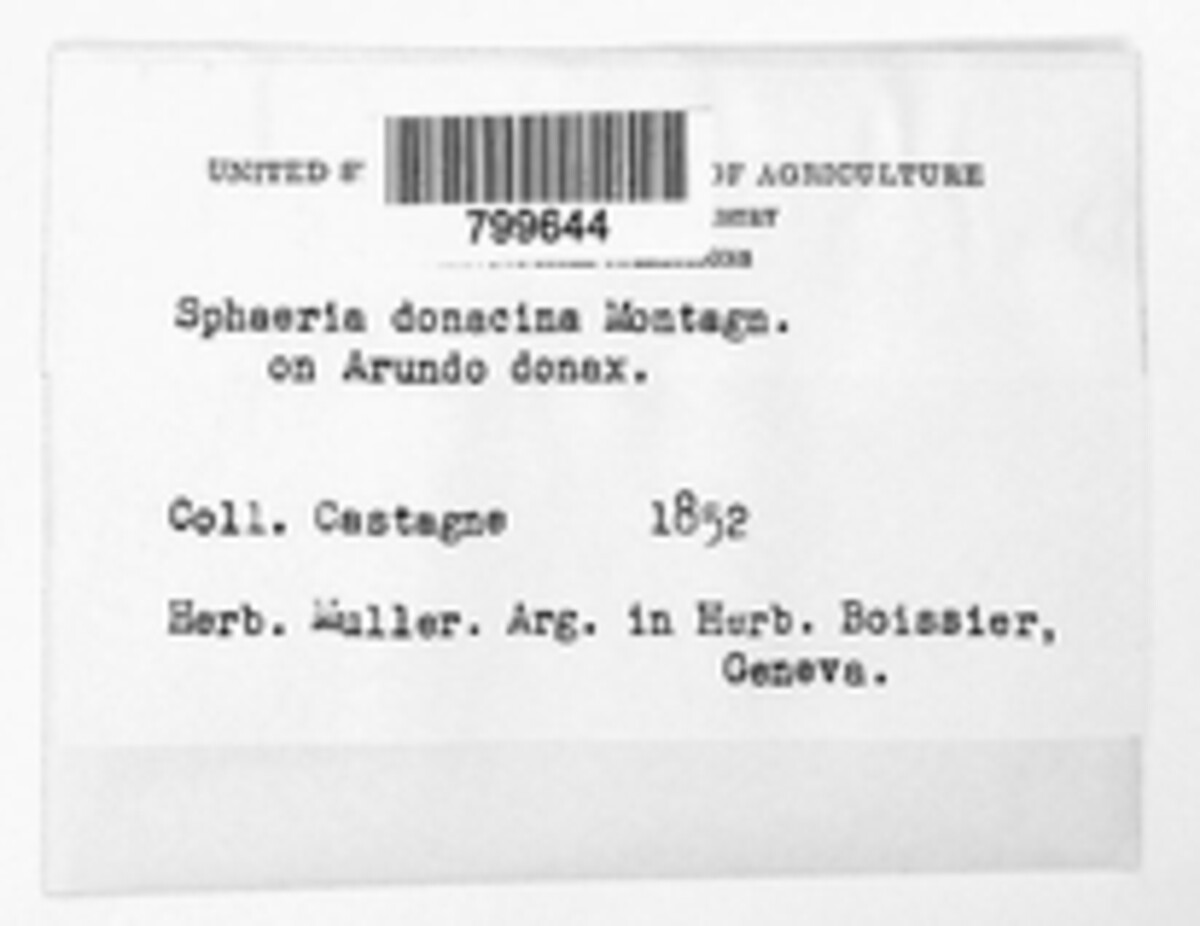 UNITED S OF AGRICULTURE
799644
Sphaeria donacina Montagn.
on Arundo donax.
Coll. Castagne 1852
Herb. Muller. Arg. in Herb. Boissier,
Geneva.